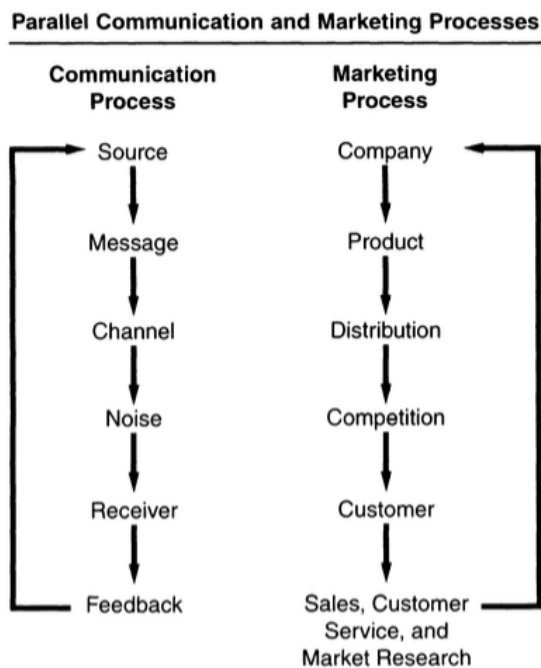 Parallel Communication and Marketing Processes
Communication
Process
Source
Message
Channel
Noise
Receiver
Feedback
Marketing
Process
Company
Product
Distribution
Competition
Customer
Sales, Customer
Service, and
Market Research